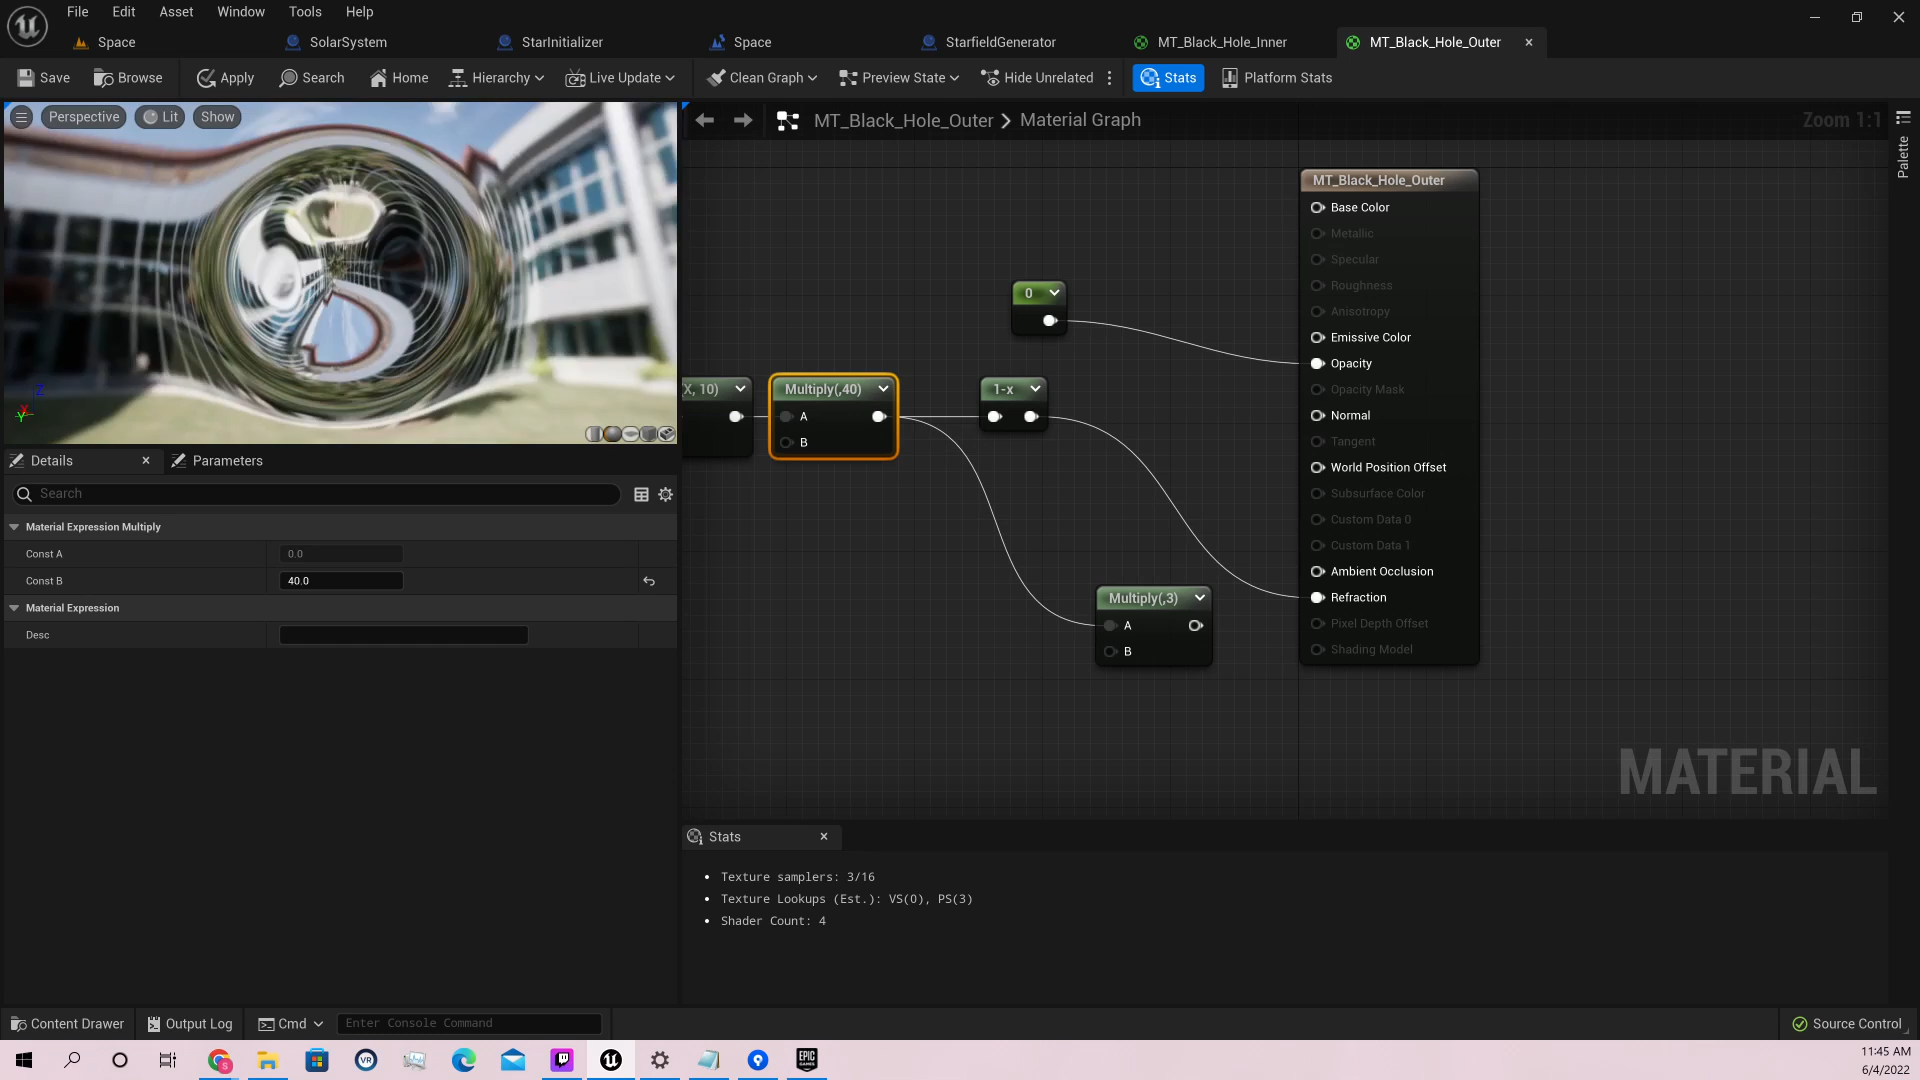 File Edit Asset Window Tools Help
Space SolarSystem StarInitializer Space StarfieldGenerator MT_Black_Hole_Inner MT_Black_Hole_Outer
Save Browse Apply Search Home Hierarchy Live Update Clean Graph Preview State Hide Unrelated Stats Platform Stats
Perspective Lit Show
MT_Black_Hole_Outer > Material Graph
Zoom 1:1
Palette
MT_Black_Hole_Outer
Base Color
Metallic
Specular
Roughness
Anisotropy
Emissive Color
Opacity
Opacity Mask
Normal
Tangent
World Position Offset
Subsurface Color
Custom Data 0
Custom Data 1
Ambient Occlusion
Refraction
Pixel Depth Offset
Shading Model
0
X, 10)
Multiply(,40)
A
B
1-x
Multiply(,3)
A
B
MATERIAL
Z
X
Y
Details Parameters
Search
Material Expression Multiply
Const A 0.0
Const B 40.0
Material Expression
Desc
Stats
Texture samplers: 3/16
Texture Lookups (Est.): VS(0), PS(3)
Shader Count: 4
Content Drawer Output Log Cmd Enter Console Command Source Control
VR
EPIC GAMES
11:45 AM
6/4/2022